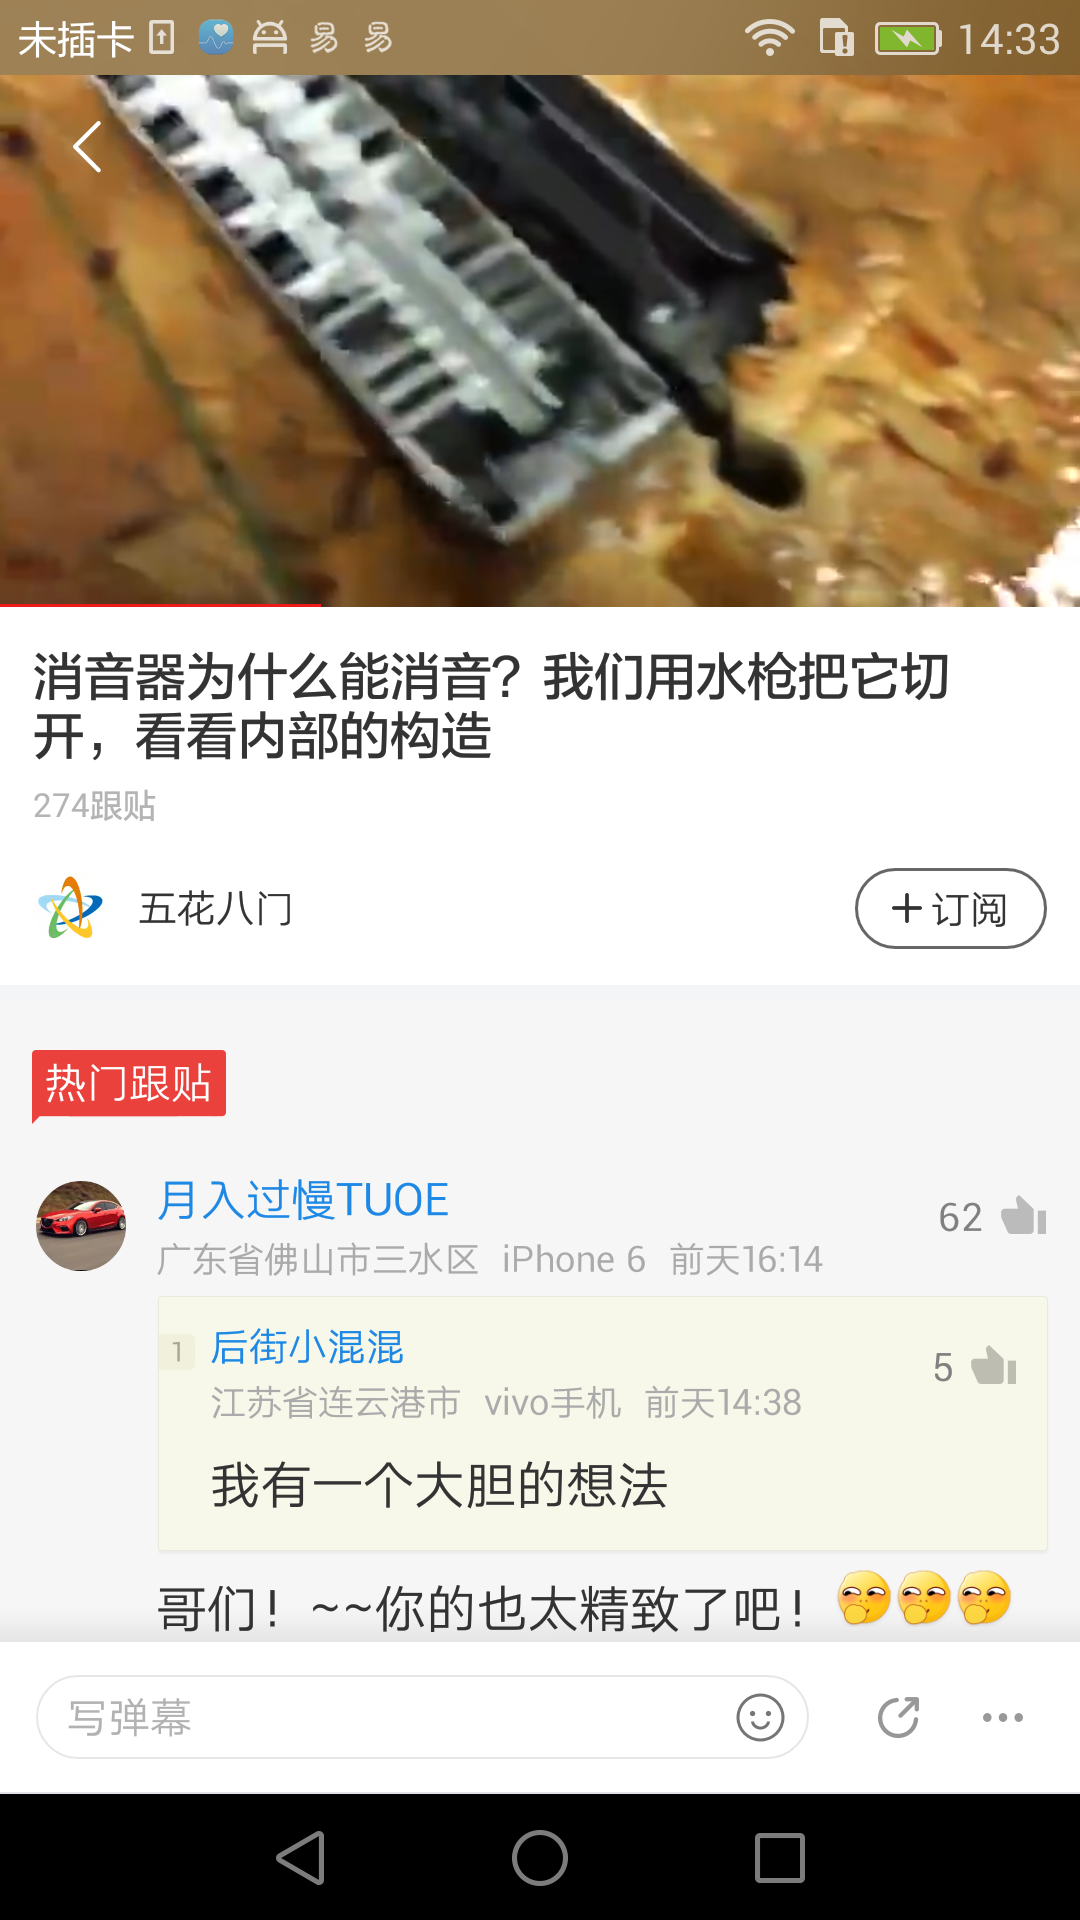 未插卡 易 易 14:33
消音器为什么能消音？我们用水枪把它切
开，看看内部的构造
274跟贴
五花八门
+订阅
热门跟贴
月入过慢TUOE
62
广东省佛山市三水区 iPhone 6 前天16:14
1 后街小混混
5
江苏省连云港市 vivo手机 前天14:38
我有一个大胆的想法
哥们！~~你的也太精致了吧！
写弹幕